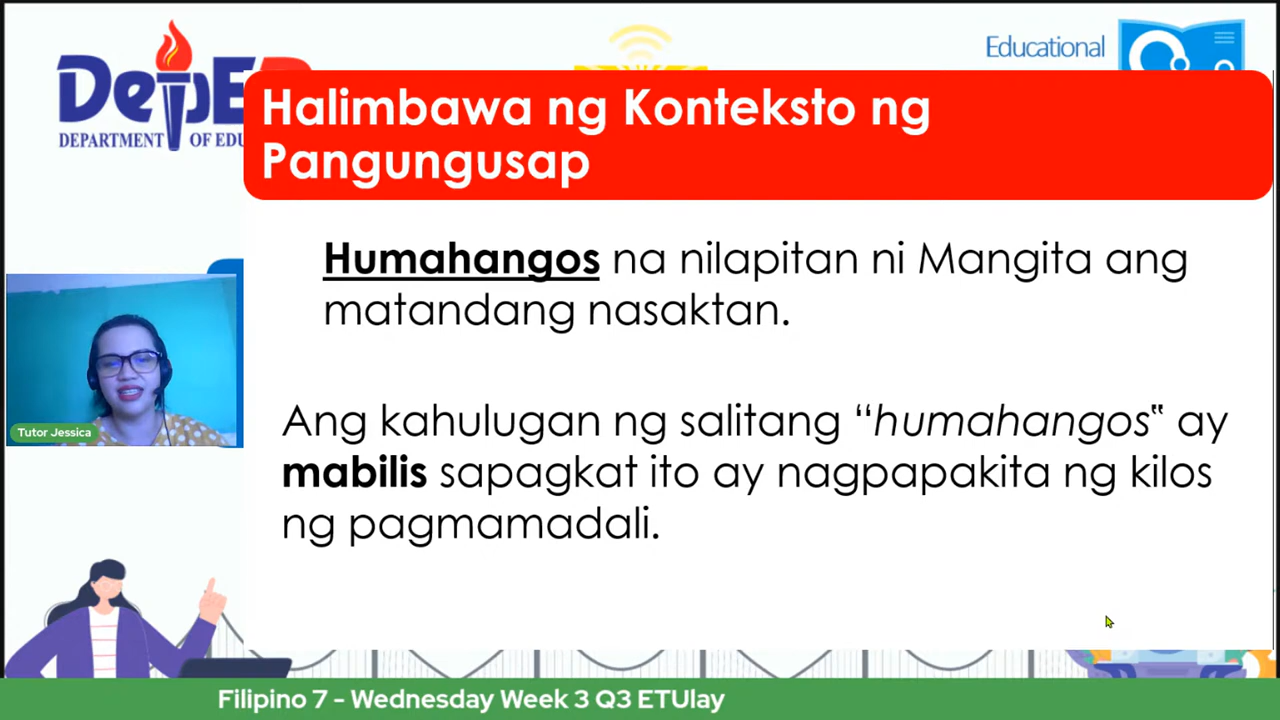 DepE
DEPARTMENT OF EDU
Educational
Halimbawa ng Konteksto ng
Pangungusap
Humahangos na nilapitan ni Mangita ang
matandang nasaktan.
Ang kahulugan ng salitang “humahangos‟ ay
mabilis sapagkat ito ay nagpapakita ng kilos
ng pagmamadali.
Tutor Jessica
Filipino 7 - Wednesday Week 3 Q3 ETUlay